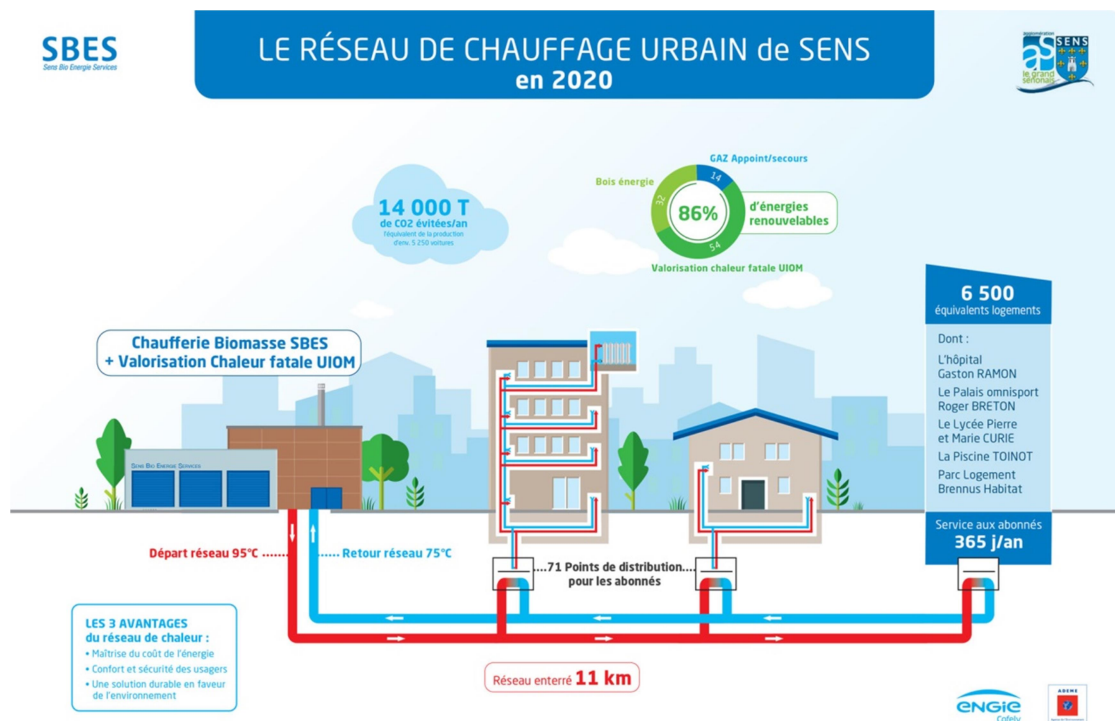 SBES
Sens Bio Energie Services
LE RÉSEAU DE CHAUFFAGE URBAIN de SENS
en 2020
Agglomération
SENS
le grand
sénonais
14 000 T
de CO2 évitées/an
l'équivalent de la production
d'env. 5 250 voitures
GAZ Appoint/secours
14
Bois énergie
32
86%
d'énergies
renouvelables
54
Valorisation chaleur fatale UIOM
Chaufferie Biomasse SBES
+ Valorisation Chaleur fatale UIOM
SENS BIO ENERGIE SERVICES
6 500
équivalents logements
Dont :
L'hôpital
Gaston RAMON
Le Palais omnisport
Roger BRETON
Le Lycée Pierre
et Marie CURIE
La Piscine TOINOT
Parc Logement
Brennus Habitat
Service aux abonnés
365 j/an
Départ réseau 95°C
Retour réseau 75°C
71 Points de distribution
pour les abonnés
LES 3 AVANTAGES
du réseau de chaleur :
• Maîtrise du coût de l'énergie
• Confort et sécurité des usagers
• Une solution durable en faveur
de l'environnement
Réseau enterré 11 km
ENGIE
Cofely
ADEME